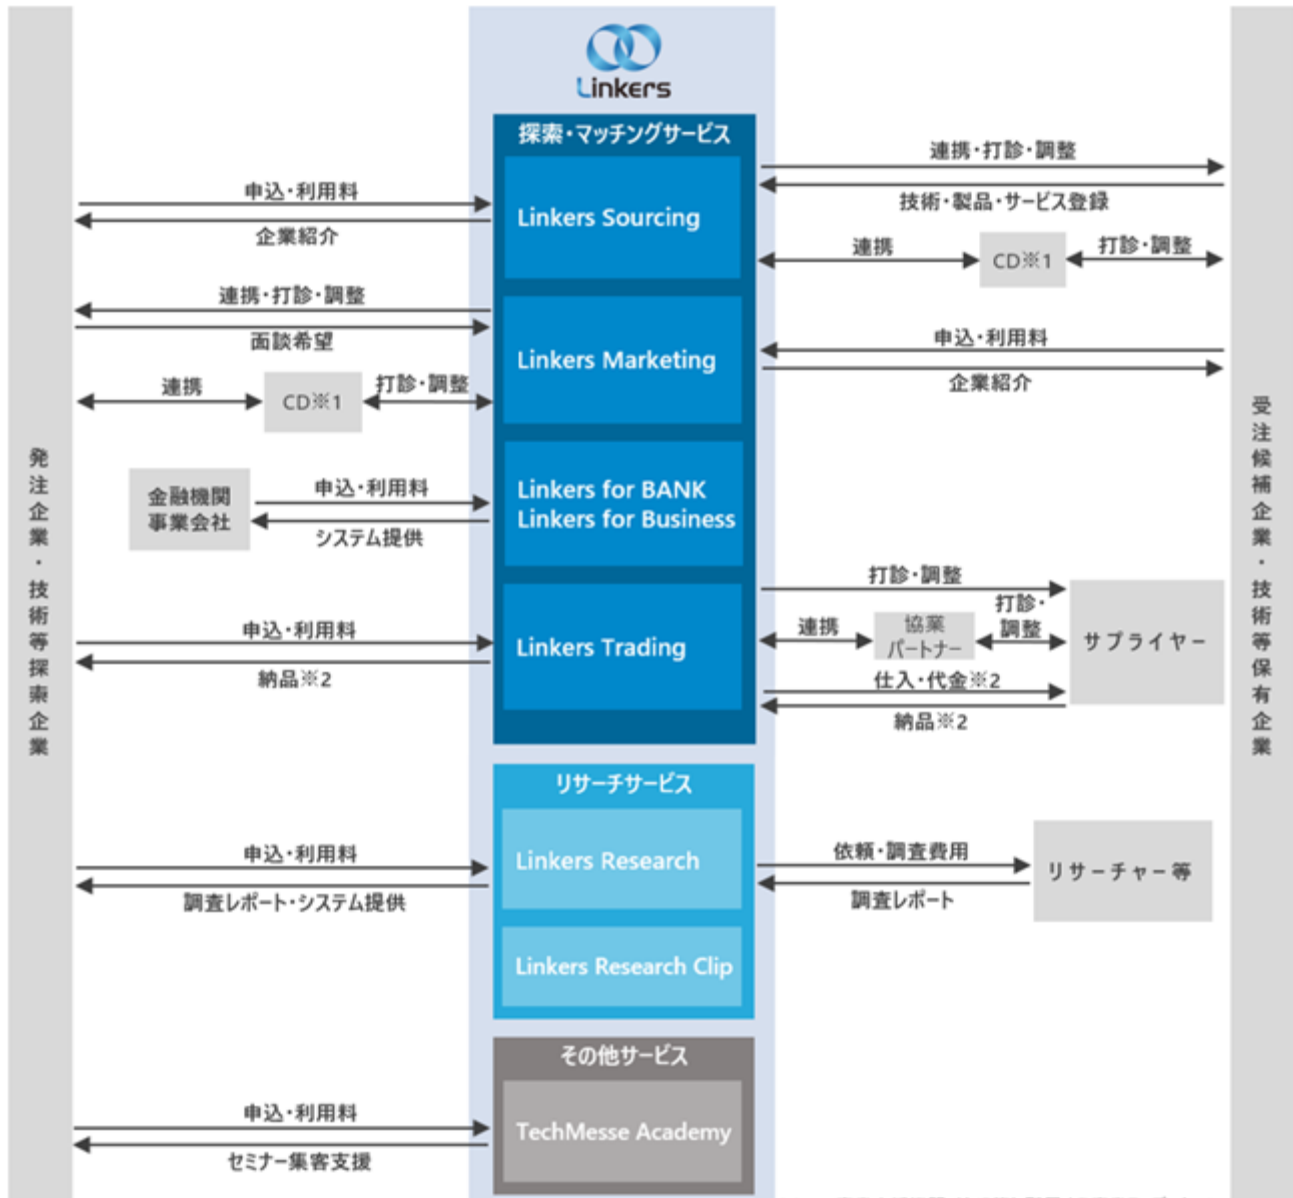 Linkers
探索・マッチングサービス
連携・打診・調整
申込・利用料
技術・製品・サービス登録
Linkers Sourcing
企業紹介
連携
CD※1
打診・調整
連携・打診・調整
面談希望
申込・利用料
Linkers Marketing
企業紹介
連携
CD※1
打診・調整
発注企業・技術等探索企業
受注候補企業・技術等保有企業
金融機関
事業会社
申込・利用料
システム提供
Linkers for BANK
Linkers for Business
打診・調整
申込・利用料
納品※2
Linkers Trading
連携
協業
パートナー
打診・
調整
サプライヤー
仕入・代金※2
納品※2
リサーチサービス
申込・利用料
調査レポート・システム提供
Linkers Research
依頼・調査費用
調査レポート
リサーチャー等
Linkers Research Clip
その他サービス
申込・利用料
セミナー集客支援
TechMesse Academy